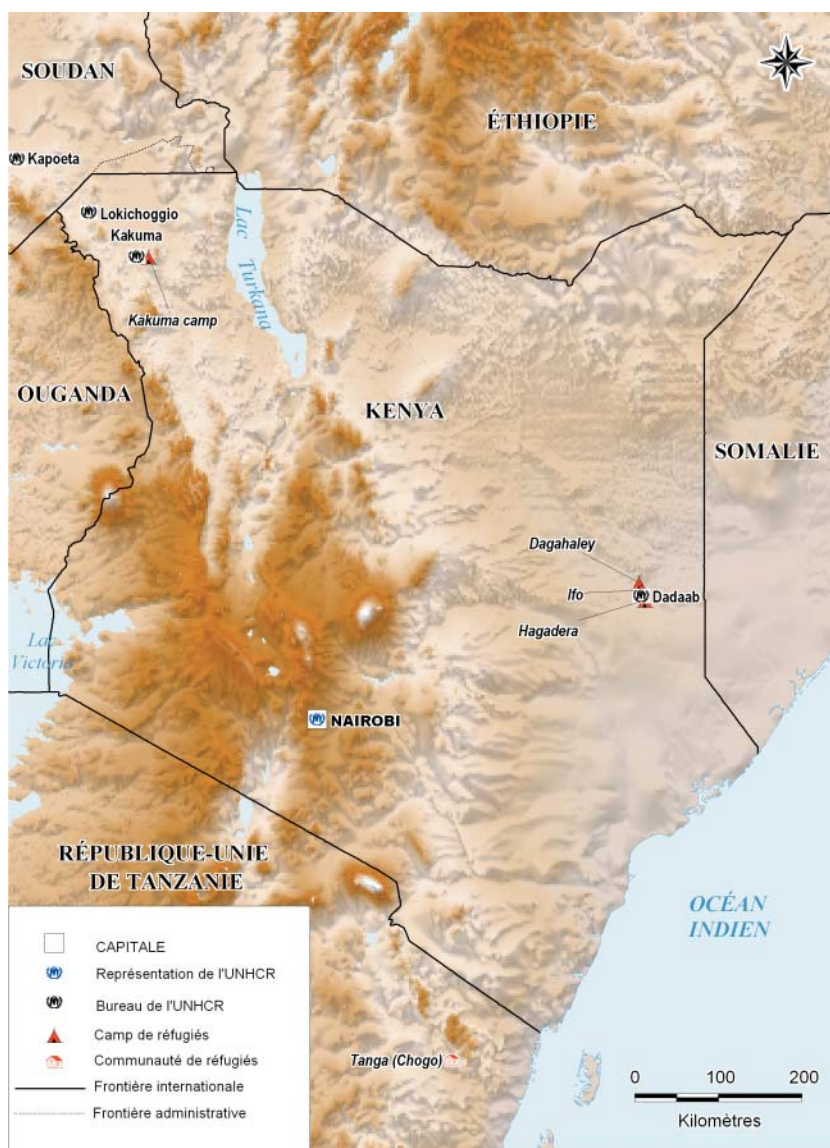 SOUDAN
ÉTHIOPIE
Kapoeta
Lokichoggio
Kakuma
Lac
Turkana
Kakuma camp
OUGANDA
KENYA
SOMALIE
Dagahaley
Ifo
Dadaab
Hagadera
Lac
Victoria
NAIROBI
RÉPUBLIQUE-UNIE
DE TANZANIE
OCÉAN
INDIEN
CAPITALE
Représentation de l'UNHCR
Bureau de l'UNHCR
Camp de réfugiés
Communauté de réfugiés
Frontière internationale
Frontière administrative
Tanga (Chogo)
0 100 200
Kilomètres